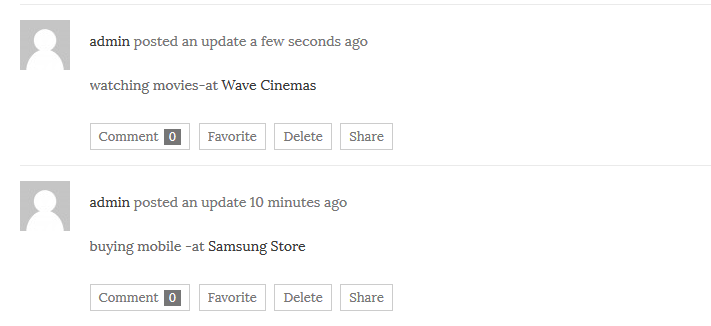 admin posted an update a few seconds ago
watching movies-at Wave Cinemas
Comment 0 Favorite Delete Share
admin posted an update 10 minutes ago
buying mobile -at Samsung Store
Comment 0 Favorite Delete Share